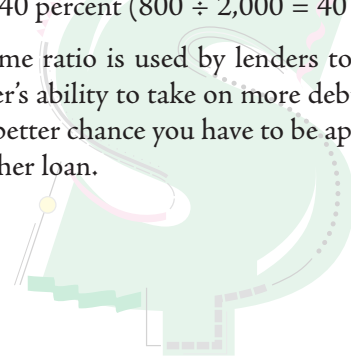 40 percent (800 ÷ 2,000 = 40
me ratio is used by lenders to
er’s ability to take on more deb
better chance you have to be ap
her loan.